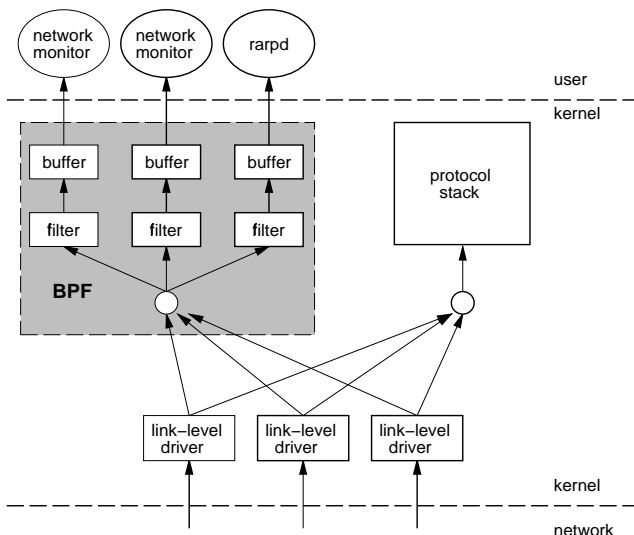 network
monitor
network
monitor
rarpd
user
kernel
buffer
buffer
buffer
protocol
stack
filter
filter
filter
BPF
link-level
driver
link-level
driver
link-level
driver
kernel
network